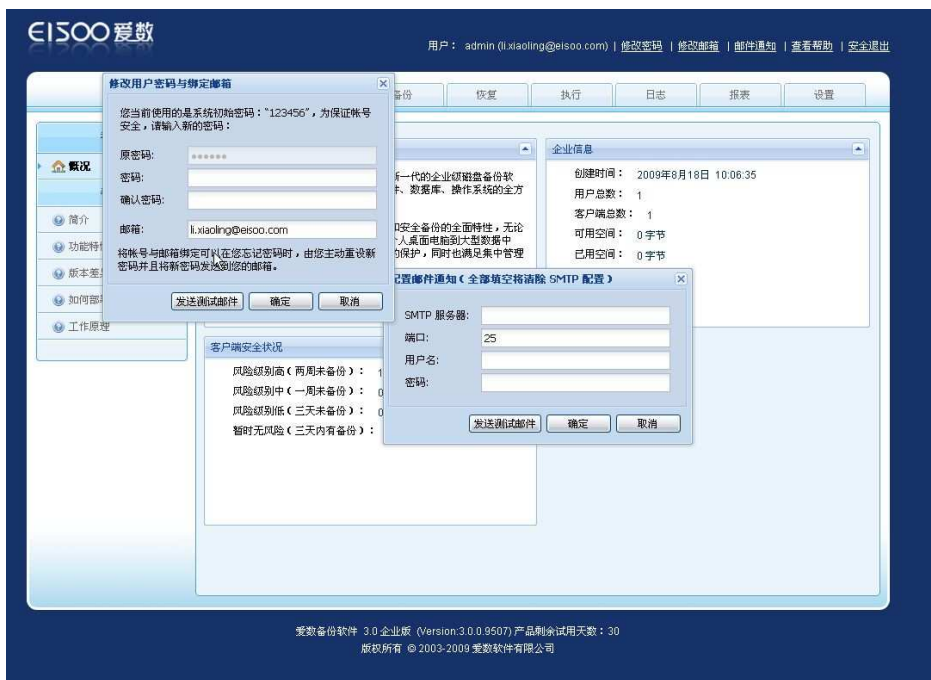 EISOO 爱数
用户： admin (li.xiaoling@eisoo.com) | 修改密码 | 修改邮箱 | 邮件通知 | 查看帮助 | 安全退出
备份 恢复 执行 日志 报表 设置
修改用户密码与绑定邮箱
您当前使用的是系统初始密码："123456"，为保证帐号
安全，请输入新的密码：
原密码： ******
密码：
确认密码：
邮箱： li.xiaoling@eisoo.com
将帐号与邮箱绑定可以在您忘记密码时，由您主动重设新
密码并且将新密码发送到您的邮箱。
发送测试邮件 确定 取消
概况
简介
功能特
版本差
如何部
工作原理
新一代的企业级磁盘备份软
件、数据库、操作系统的全方
和安全备份的全面特性，无论
个人桌面电脑到大型数据中
的保护，同时也满足集中管理
企业信息
创建时间： 2009年8月18日 10:06:35
用户总数： 1
客户端总数： 1
可用空间： 0字节
已用空间： 0字节
配置邮件通知(全部填空将清除 SMTP 配置)
SMTP 服务器:
端口: 25
用户名:
密码:
发送测试邮件 确定 取消
客户端安全状况
风险级别高(两周未备份)： 1
风险级别中(一周未备份)： 0
风险级别低(三天未备份)： 0
暂时无风险(三天内有备份)：
爱数备份软件 3.0企业版 (Version:3.0.0.9507) 产品剩余试用天数：30
版权所有 © 2003-2009 爱数软件有限公司